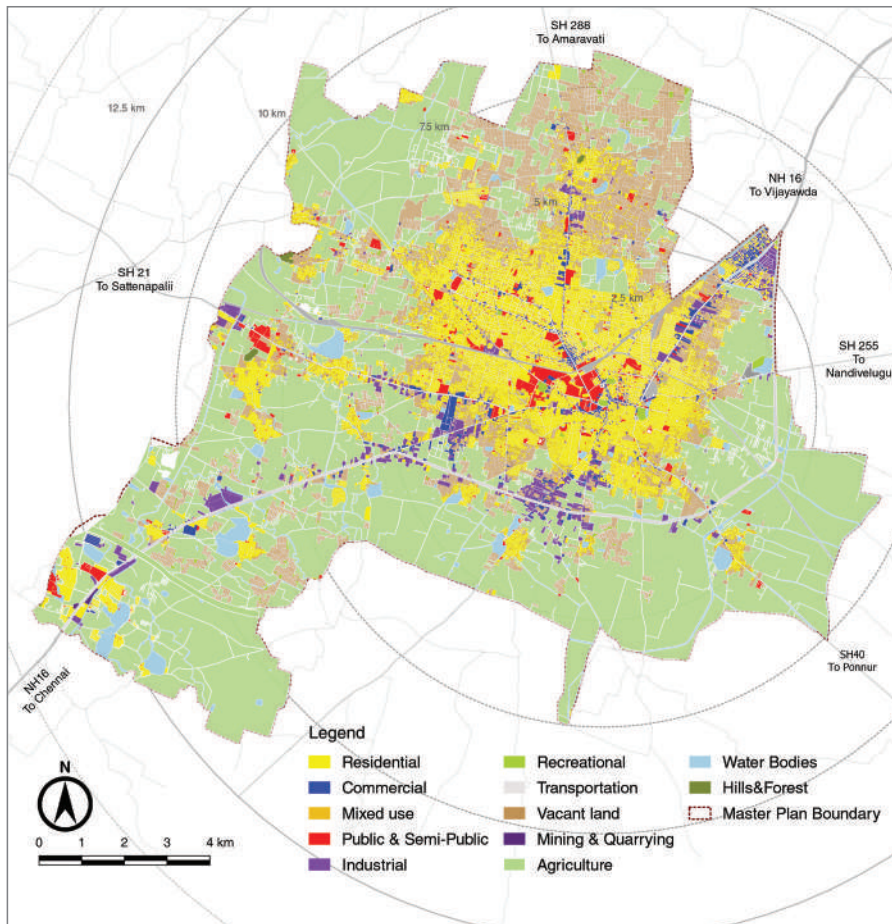 SH 288
To Amaravati
12.5 km
10 km
7.5 km
NH 16
To Vijayawda
5 km
SH 21
To Sattenapalii
2.5 km
SH 255
To
Nandivelugu
NH16
To Chennai
SH40
To Ponnur
Legend
Residential
Commercial
Mixed use
Public & Semi-Public
Industrial
Recreational
Transportation
Vacant land
Mining & Quarrying
Agriculture
Water Bodies
Hills&Forest
Master Plan Boundary
N
0 1 2 3 4 km